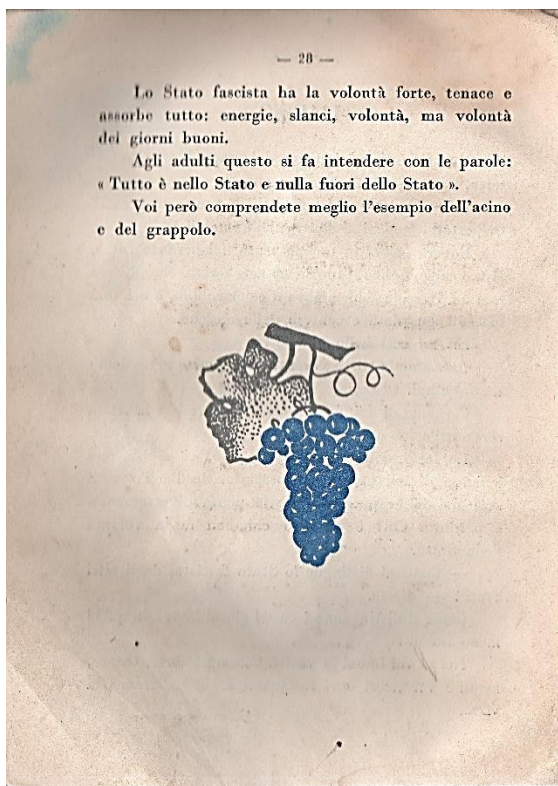 — 28 —
Lo Stato fascista ha la volontà forte, tenace e
assorbe tutto: energie, slanci, volontà, ma volontà
dei giorni buoni.
Agli adulti questo si fa intendere con le parole:
« Tutto è nello Stato e nulla fuori dello Stato ».
Voi però comprendete meglio l'esempio dell'acino
e del grappolo.